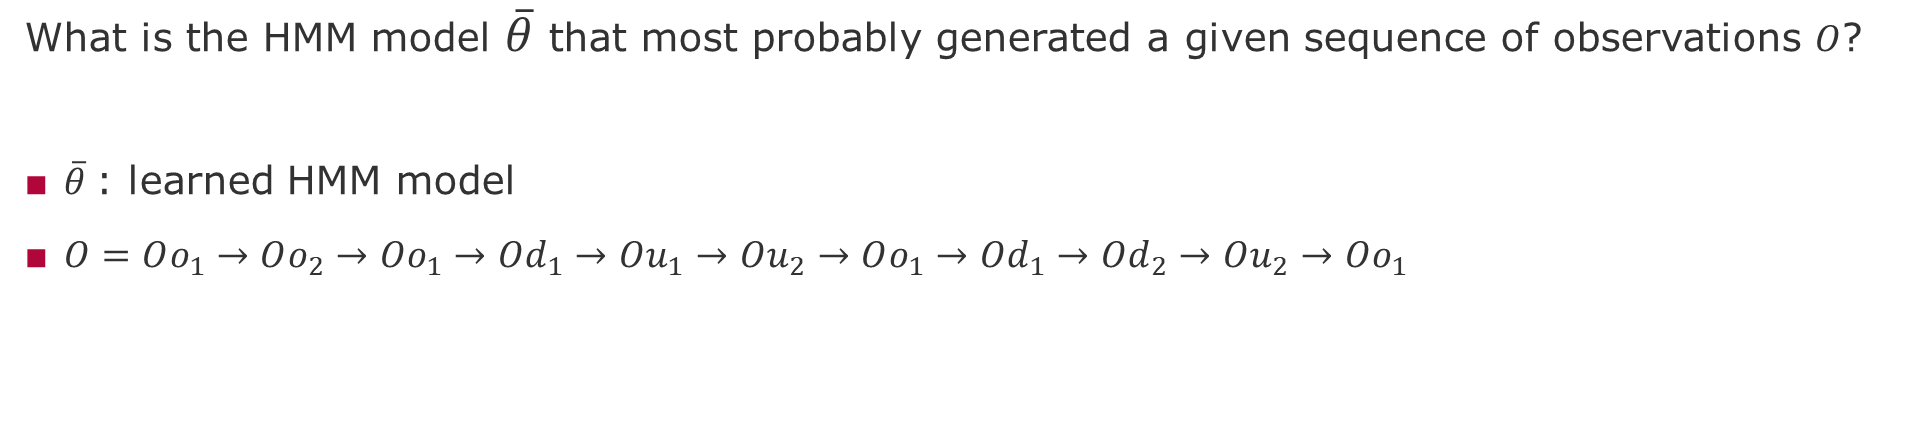 What is the HMM model θ̄ that most probably generated a given sequence of observations O?
▪ θ̄ : learned HMM model
▪ O = Oo₁ → Oo₂ → Oo₁ → Od₁ → Ou₁ → Ou₂ → Oo₁ → Od₁ → Od₂ → Ou₂ → Oo₁